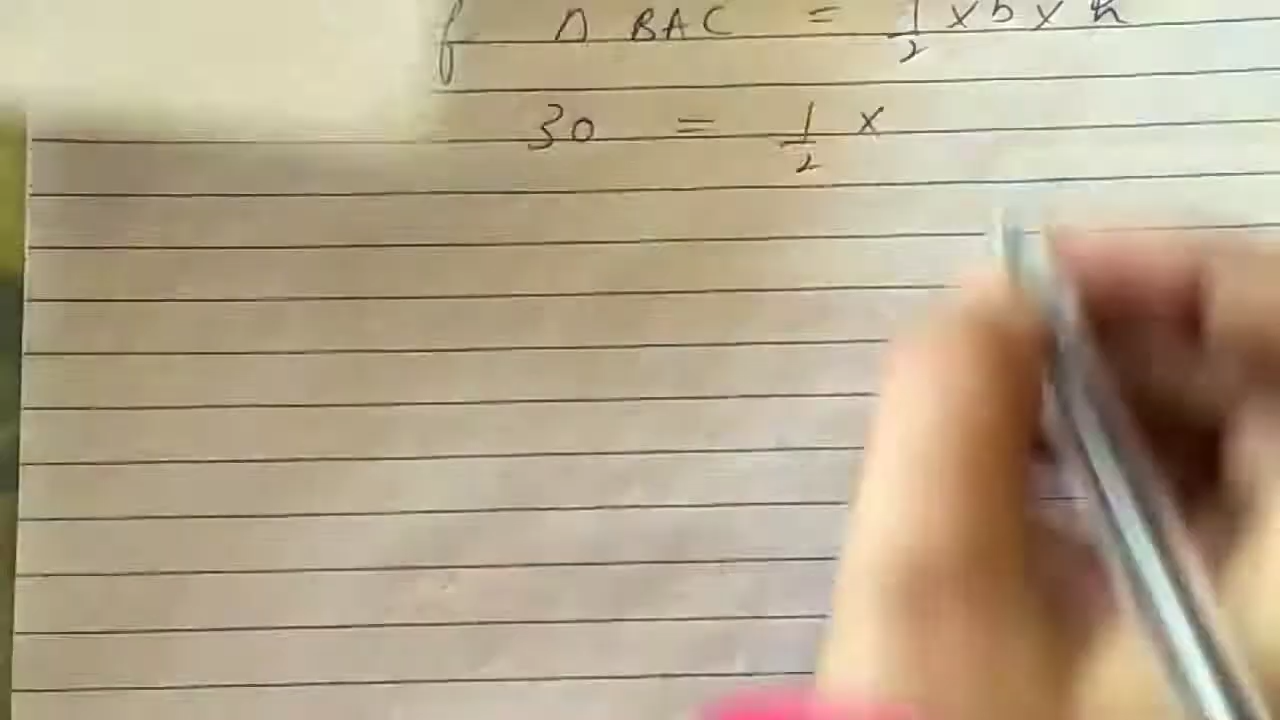 f Δ BAC = 1/2 x b x h
30 = 1/2 x